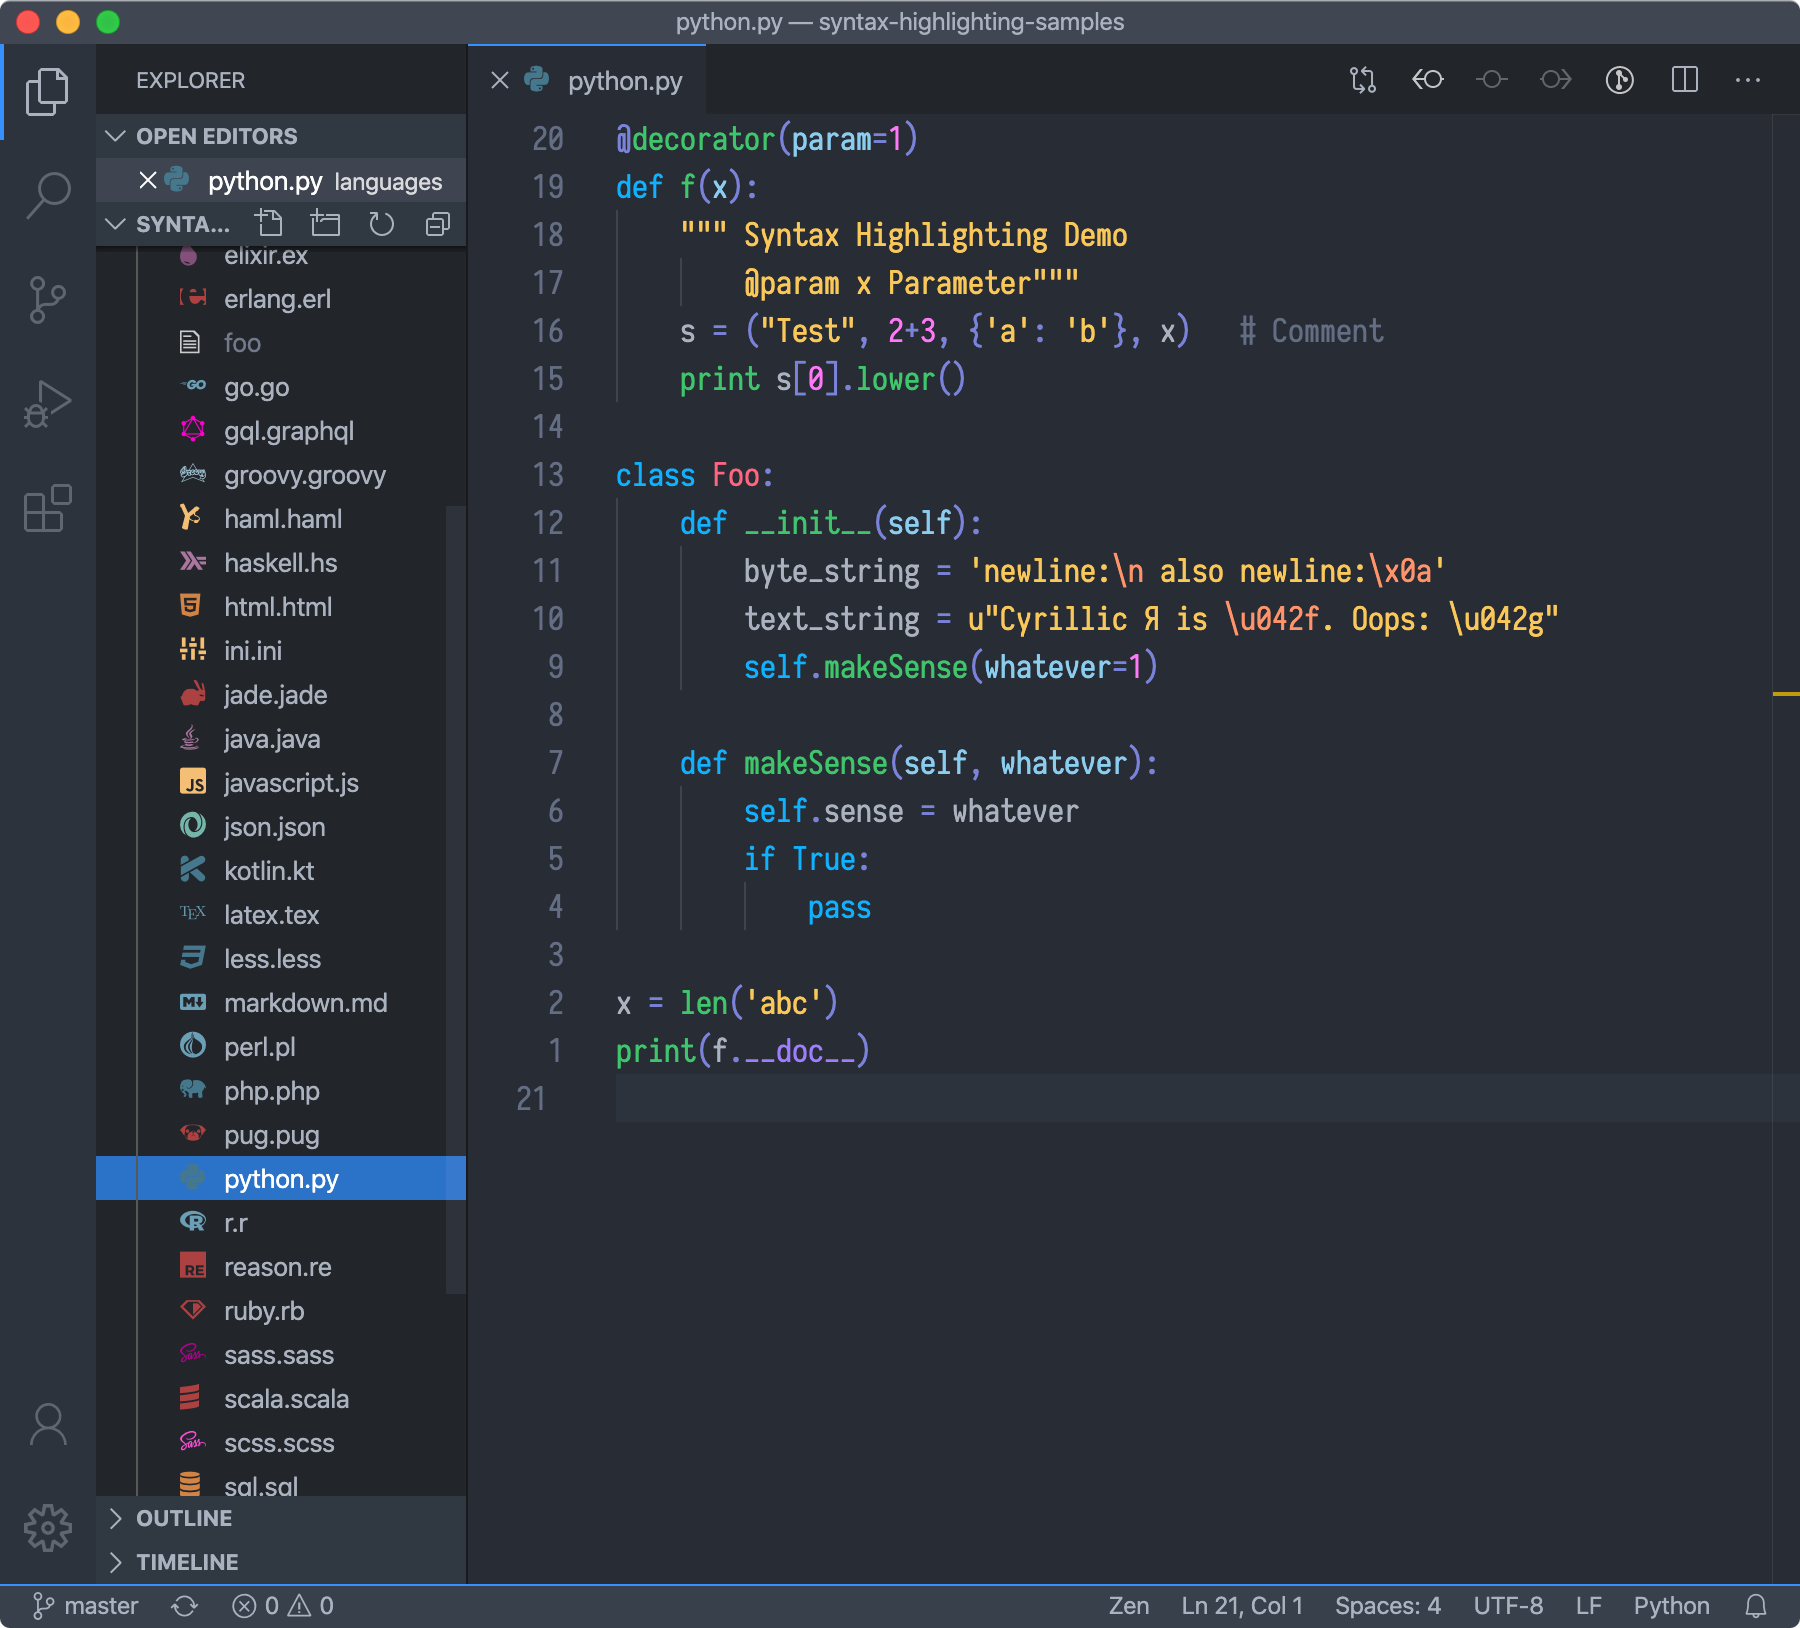 python.py — syntax-highlighting-samples
EXPLORER
OPEN EDITORS
python.py languages
SYNTA...
elixir.ex
erlang.erl
foo
GO go.go
gql.graphql
groovy.groovy
haml.haml
haskell.hs
5 html.html
ini.ini
jade.jade
java.java
JS javascript.js
json.json
kotlin.kt
TEX latex.tex
less.less
M markdown.md
perl.pl
php.php
pug.pug
python.py
R r.r
RE reason.re
ruby.rb
Sass sass.sass
scala.scala
Sass scss.scss
sql.sql
OUTLINE
TIMELINE
python.py
20 @decorator(param=1)
19 def f(x):
18     """ Syntax Highlighting Demo
17         @param x Parameter"""
16     s = ("Test", 2+3, {'a': 'b'}, x)   # Comment
15     print s[0].lower()
14
13 class Foo:
12     def __init__(self):
11         byte_string = 'newline:\n also newline:\x0a'
10         text_string = u"Cyrillic Я is \u042f. Oops: \u042g"
9         self.makeSense(whatever=1)
8
7     def makeSense(self, whatever):
6         self.sense = whatever
5         if True:
4             pass
3
2 x = len('abc')
1 print(f.__doc__)
21
master 0 0 Zen Ln 21, Col 1 Spaces: 4 UTF-8 LF Python